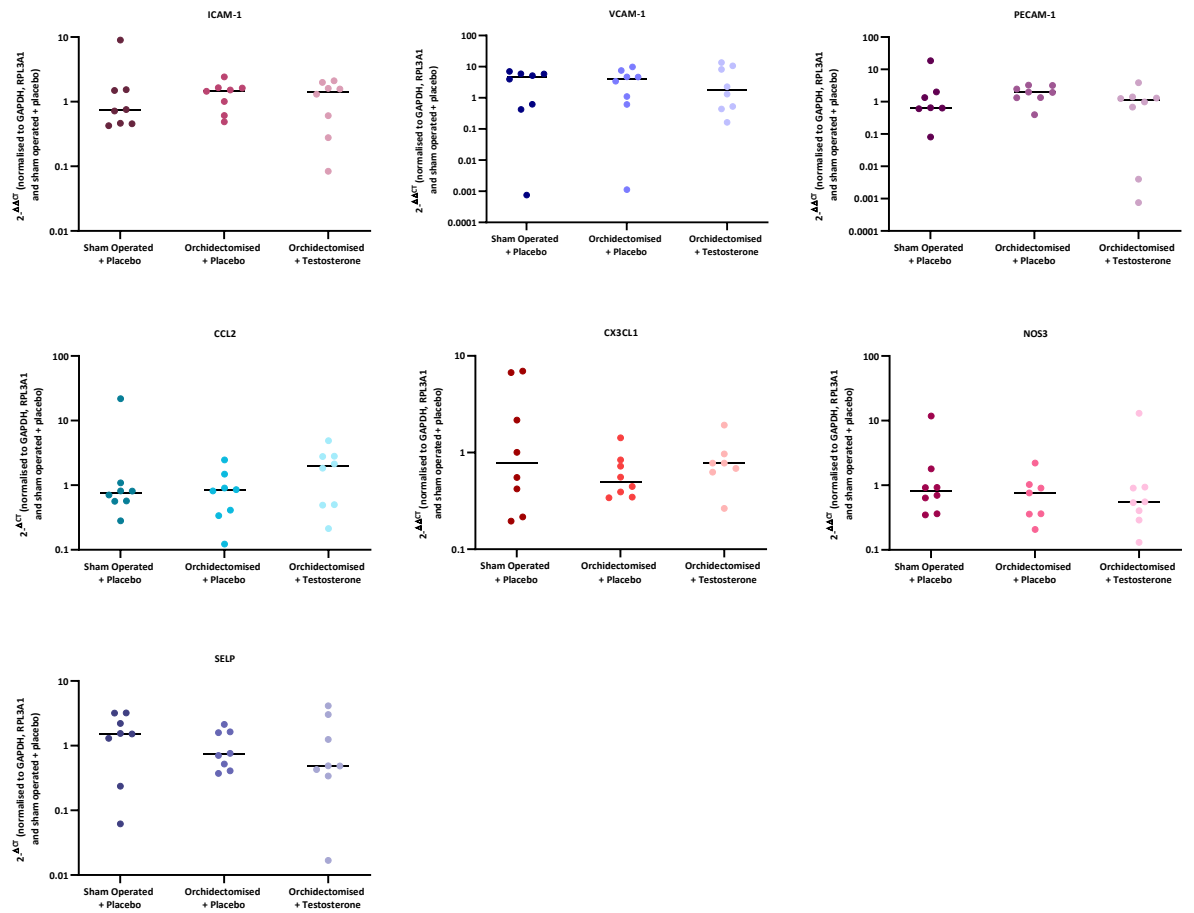 ICAM-1
2-ΔΔCT (normalised to GAPDH, RPL3A1
and sham operated + placebo)
10
1
0.1
0.01
Sham Operated
+ Placebo
Orchidectomised
+ Placebo
Orchidectomised
+ Testosterone
VCAM-1
2-ΔΔCT (normalised to GAPDH, RPL3A1
and sham operated + placebo)
100
10
1
0.1
0.01
0.001
0.0001
Sham Operated
+ Placebo
Orchidectomised
+ Placebo
Orchidectomised
+ Testosterone
PECAM-1
2-ΔΔCT (normalised to GAPDH, RPL3A1
and sham operated + placebo)
100
10
1
0.1
0.01
0.001
0.0001
Sham Operated
+ Placebo
Orchidectomised
+ Placebo
Orchidectomised
+ Testosterone
CCL2
2-ΔCT (normalised to GAPDH, RPL3A1
and sham operated + placebo)
100
10
1
0.1
Sham Operated
+ Placebo
Orchidectomised
+ Placebo
Orchidectomised
+ Testosterone
CX3CL1
2-ΔΔCT (normalised to GAPDH, RPL3A1
and sham operated + placebo)
10
1
0.1
Sham Operated
+ Placebo
Orchidectomised
+ Placebo
Orchidectomised
+ Testosterone
NOS3
2-ΔΔCT (normalised to GAPDH, RPL3A1
and sham operated + placebo)
100
10
1
0.1
Sham Operated
+ Placebo
Orchidectomised
+ Placebo
Orchidectomised
+ Testosterone
SELP
2-ΔCT (normalised to GAPDH, RPL3A1
and sham operated + placebo)
10
1
0.1
0.01
Sham Operated
+ Placebo
Orchidectomised
+ Placebo
Orchidectomised
+ Testosterone